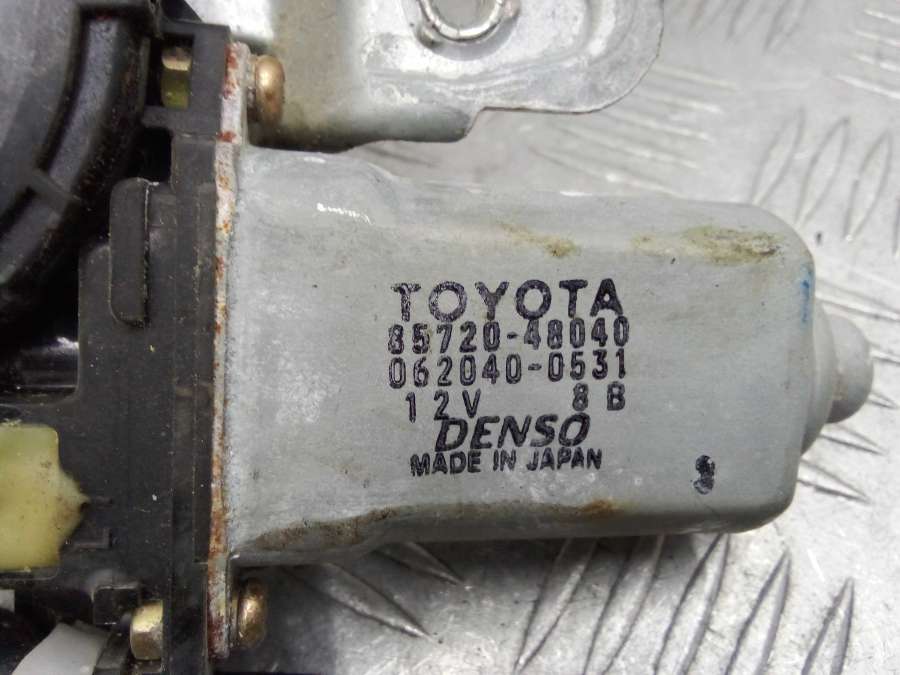 TOYOTA
85720-48040
062040-0531
12V 8B
DENSO
MADE IN JAPAN